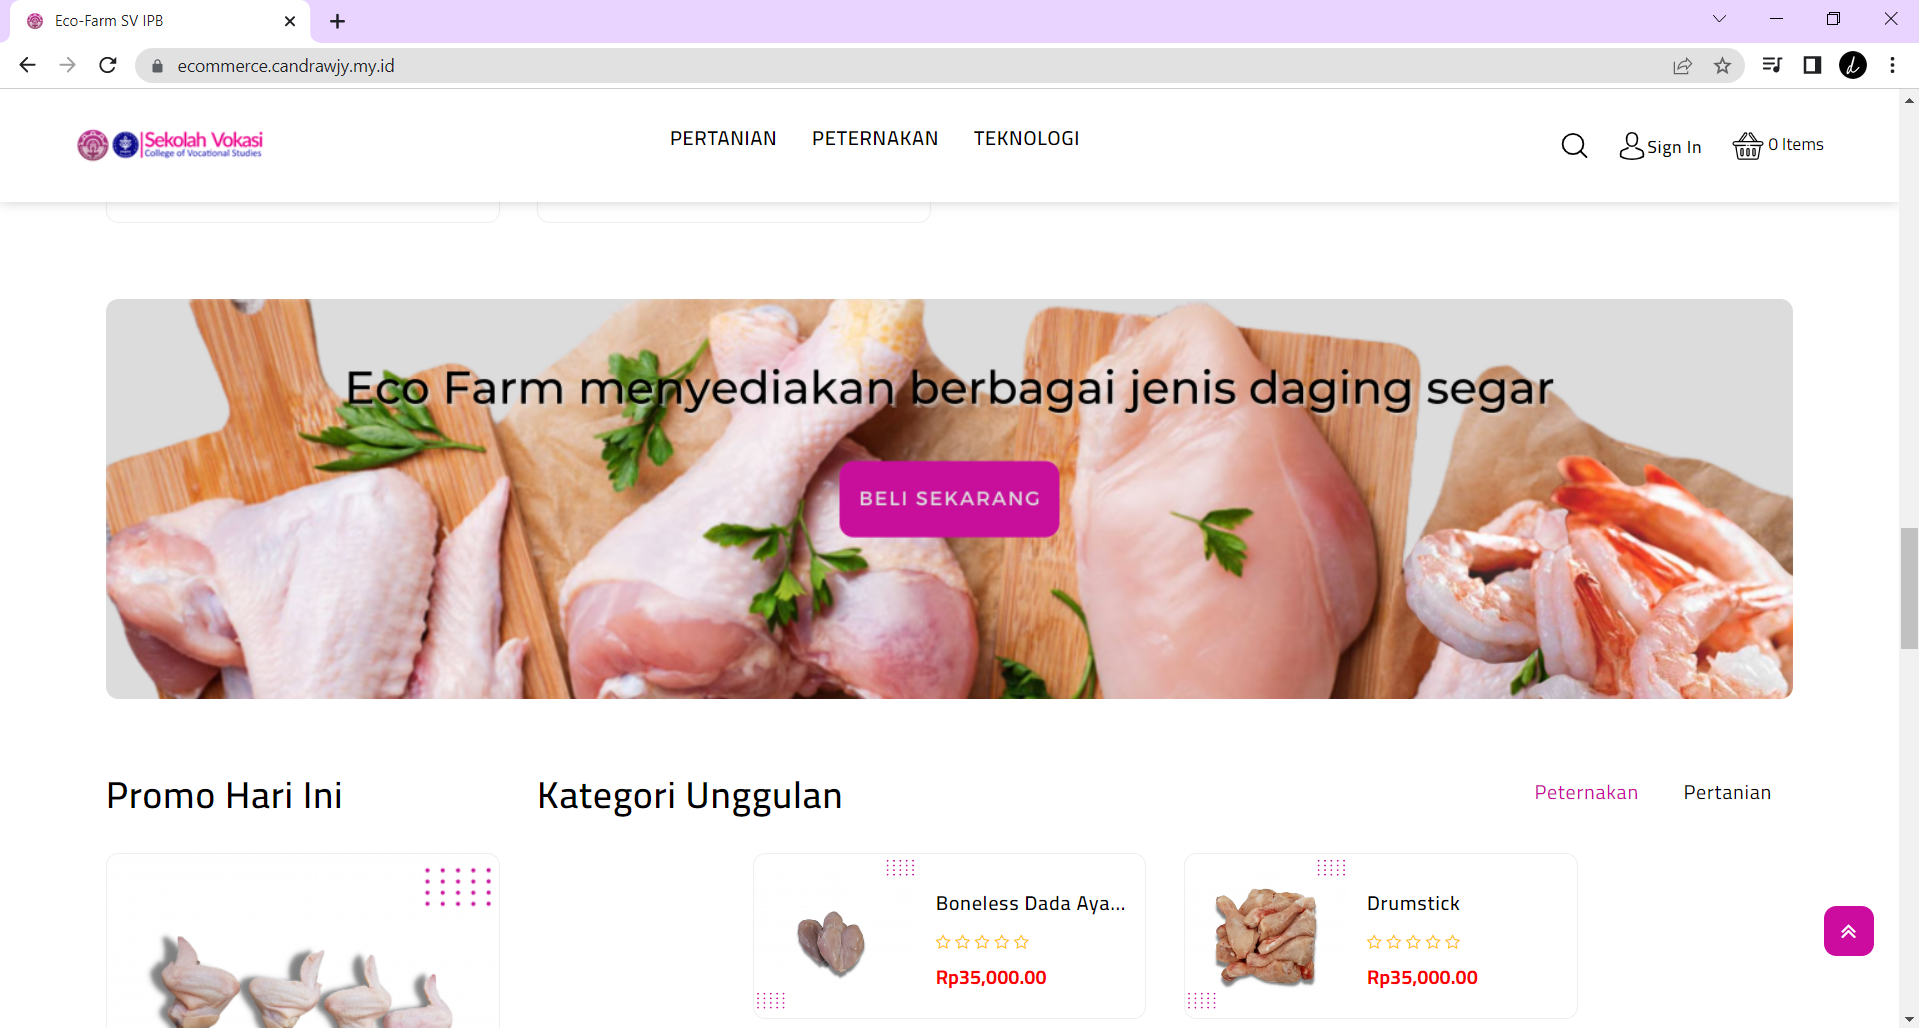 Eco-Farm SV IPB
ecommerce.candrawjy.my.id
Sekolah Vokasi
College of Vocational Studies
PERTANIAN PETERNAKAN TEKNOLOGI
Sign In
0 Items
Eco Farm menyediakan berbagai jenis daging segar
BELI SEKARANG
Promo Hari Ini
Kategori Unggulan
Peternakan Pertanian
Boneless Dada Aya...
Rp35,000.00
Drumstick
Rp35,000.00